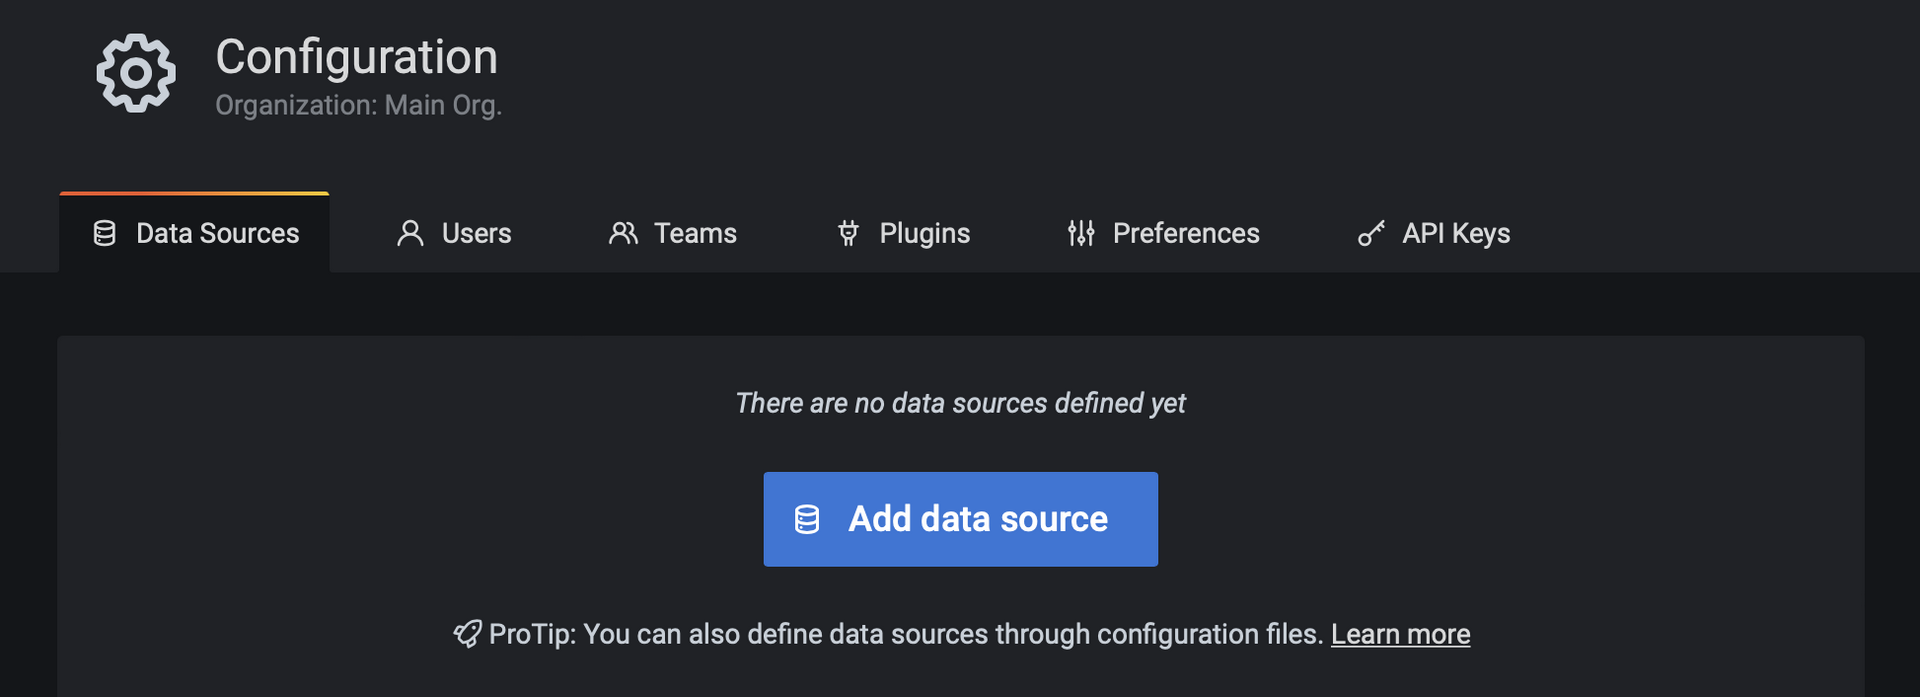 Configuration
Organization: Main Org.
Data Sources Users Teams Plugins Preferences API Keys
There are no data sources defined yet
Add data source
ProTip: You can also define data sources through configuration files. Learn more